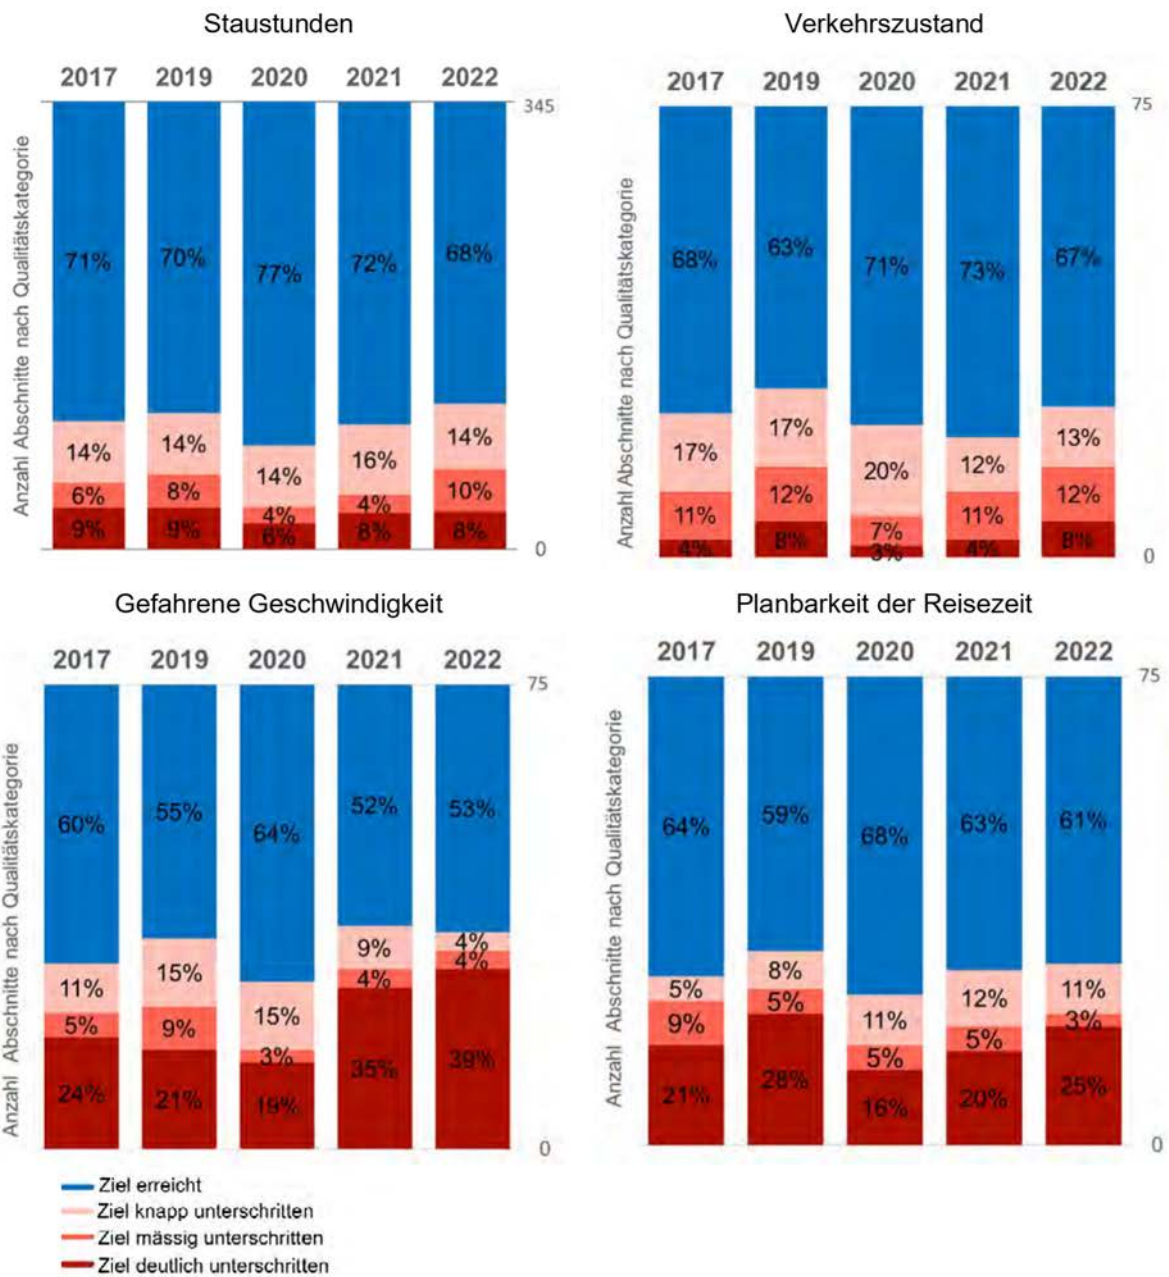 Staustunden
2017 2019 2020 2021 2022
345
Anzahl Abschnitte nach Qualitätskategorie
71% 70% 77% 72% 68%
14% 14% 14% 16% 14%
6% 8% 4% 4% 10%
9% 9% 6% 8% 8%
0
Verkehrszustand
2017 2019 2020 2021 2022
75
Anzahl Abschnitte nach Qualitätskategorie
68% 63% 71% 73% 67%
17% 17% 20% 12% 13%
11% 12% 7% 11% 12%
4% 8% 3% 4% 8%
0
Gefahrene Geschwindigkeit
2017 2019 2020 2021 2022
75
Anzahl Abschnitte nach Qualitätskategorie
60% 55% 64% 52% 53%
11% 15% 15% 9% 4%
5% 9% 3% 4% 4%
24% 21% 19% 35% 39%
0
Planbarkeit der Reisezeit
2017 2019 2020 2021 2022
75
Anzahl Abschnitte nach Qualitätskategorie
64% 59% 68% 63% 61%
5% 8% 11% 12% 11%
9% 5% 5% 5% 3%
21% 28% 16% 20% 25%
0
Ziel erreicht
Ziel knapp unterschritten
Ziel mässig unterschritten
Ziel deutlich unterschritten